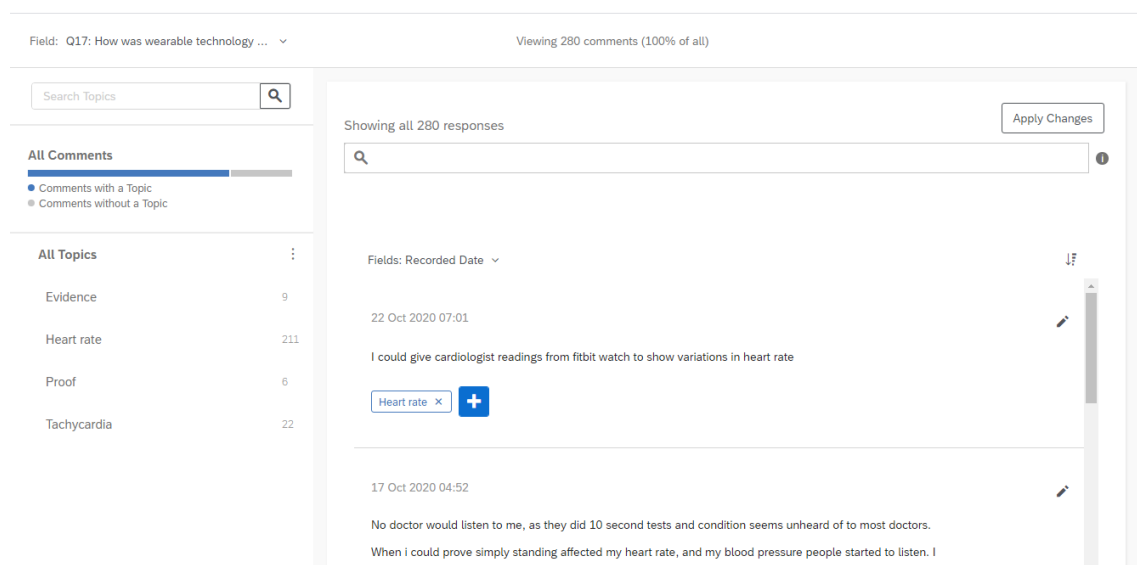 Field: Q17: How was wearable technology ...
Viewing 280 comments (100% of all)
Search Topics
All Comments
Comments with a Topic
Comments without a Topic
All Topics
Evidence 9
Heart rate 211
Proof 6
Tachycardia 22
Showing all 280 responses
Apply Changes
Fields: Recorded Date
22 Oct 2020 07:01
I could give cardiologist readings from fitbit watch to show variations in heart rate
Heart rate ×
17 Oct 2020 04:52
No doctor would listen to me, as they did 10 second tests and condition seems unheard of to most doctors.
When i could prove simply standing affected my heart rate, and my blood pressure people started to listen. I